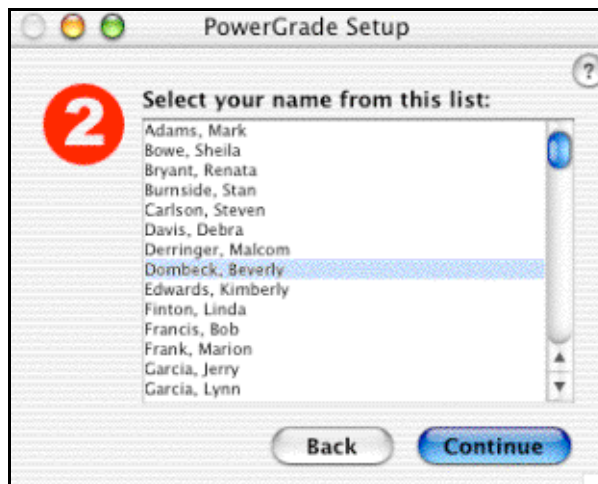 PowerGrade Setup
?
2
Select your name from this list:
Adams, Mark
Bowe, Sheila
Bryant, Renata
Burnside, Stan
Carlson, Steven
Davis, Debra
Derringer, Malcom
Dombeck, Beverly
Edwards, Kimberly
Finton, Linda
Francis, Bob
Frank, Marion
Garcia, Jerry
Garcia, Lynn
Back Continue